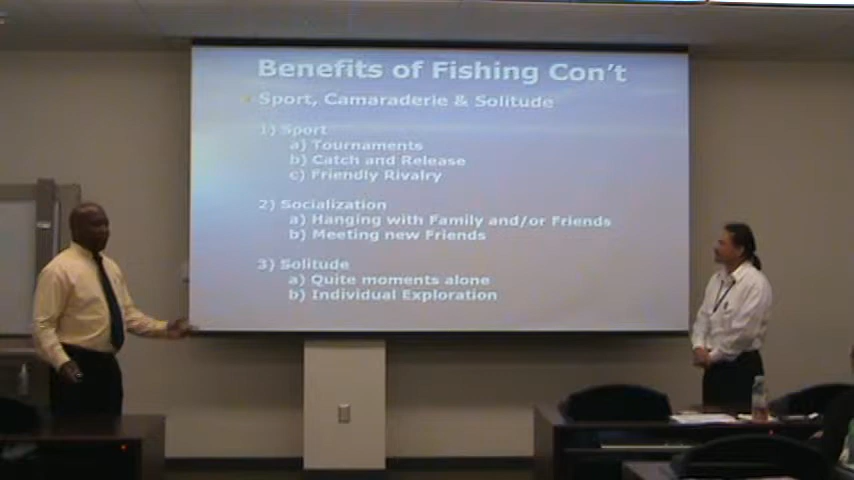 Benefits of Fishing Con't
Sport, Camaraderie & Solitude
1) Sport
a) Tournaments
b) Catch and Release
c) Friendly Rivalry
2) Socialization
a) Hanging with Family and/or Friends
b) Meeting new Friends
3) Solitude
a) Quite moments alone
b) Individual Exploration